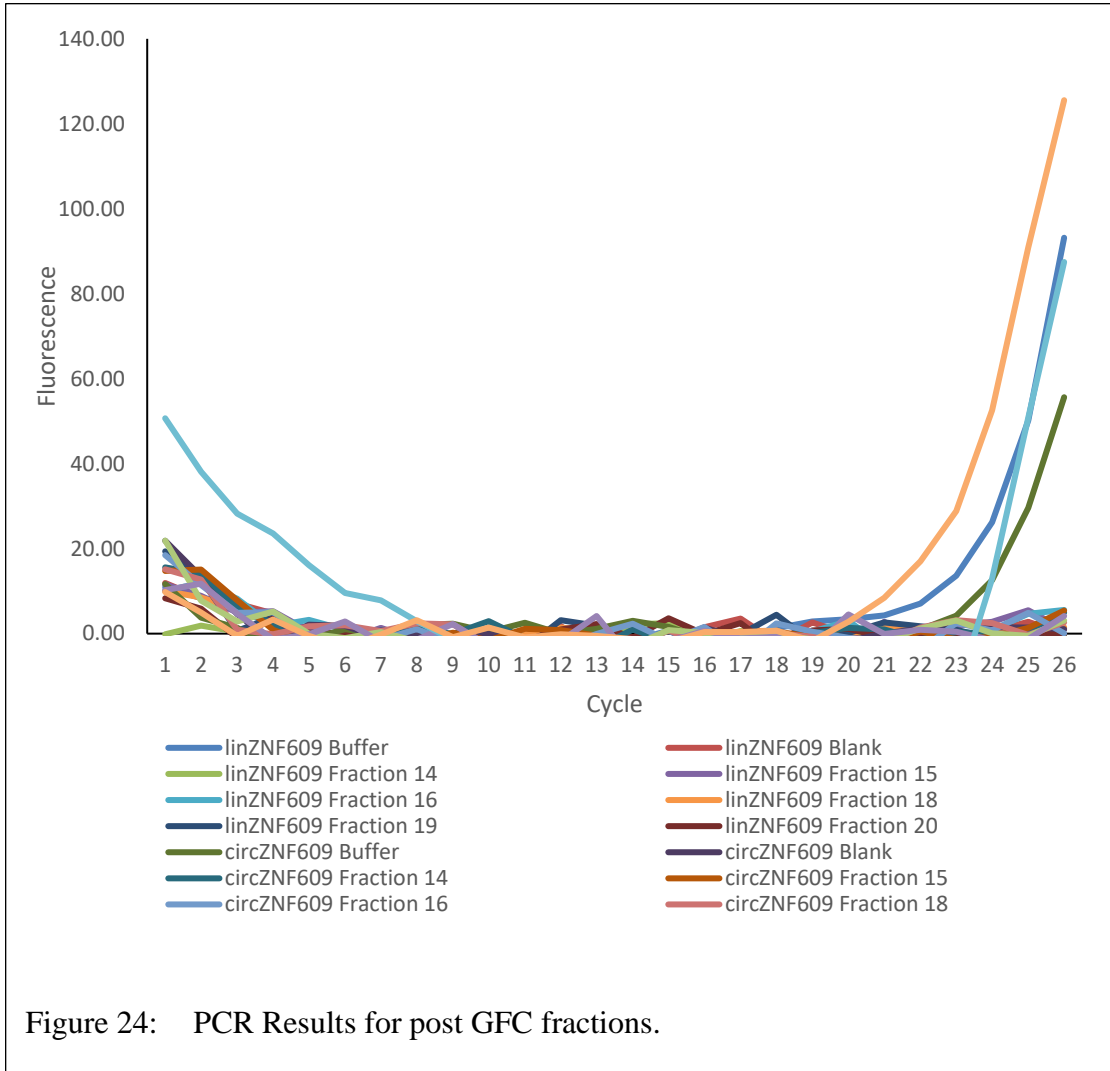 140.00
120.00
100.00
80.00
60.00
40.00
20.00
0.00
Fluorescence
1 2 3 4 5 6 7 8 9 10 11 12 13 14 15 16 17 18 19 20 21 22 23 24 25 26
Cycle
linZNF609 Buffer linZNF609 Blank
linZNF609 Fraction 14 linZNF609 Fraction 15
linZNF609 Fraction 16 linZNF609 Fraction 18
linZNF609 Fraction 19 linZNF609 Fraction 20
circZNF609 Buffer circZNF609 Blank
circZNF609 Fraction 14 circZNF609 Fraction 15
circZNF609 Fraction 16 circZNF609 Fraction 18
Figure 24: PCR Results for post GFC fractions.